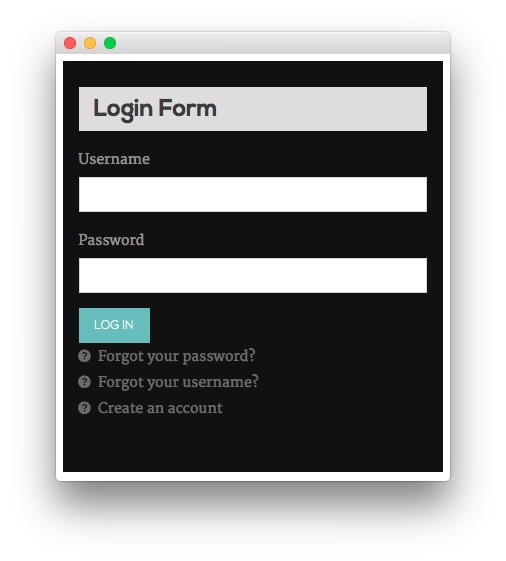 Login Form
Username
Password
LOG IN
Forgot your password?
Forgot your username?
Create an account